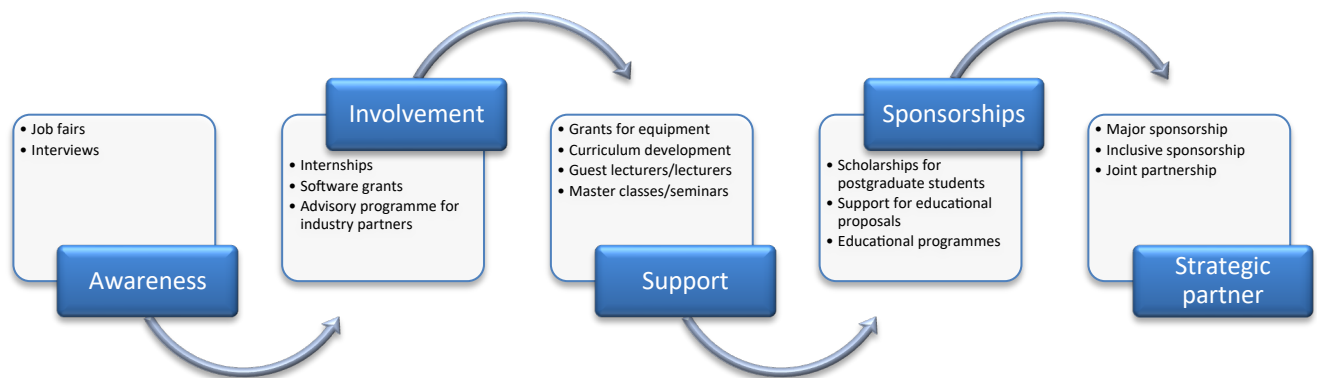 • Job fairs
• Interviews
Awareness
Involvement
• Internships
• Software grants
• Advisory programme for
industry partners
• Grants for equipment
• Curriculum development
• Guest lecturers/lecturers
• Master classes/seminars
Support
Sponsorships
• Scholarships for
postgraduate students
• Support for educational
proposals
• Educational programmes
• Major sponsorship
• Inclusive sponsorship
• Joint partnership
Strategic
partner